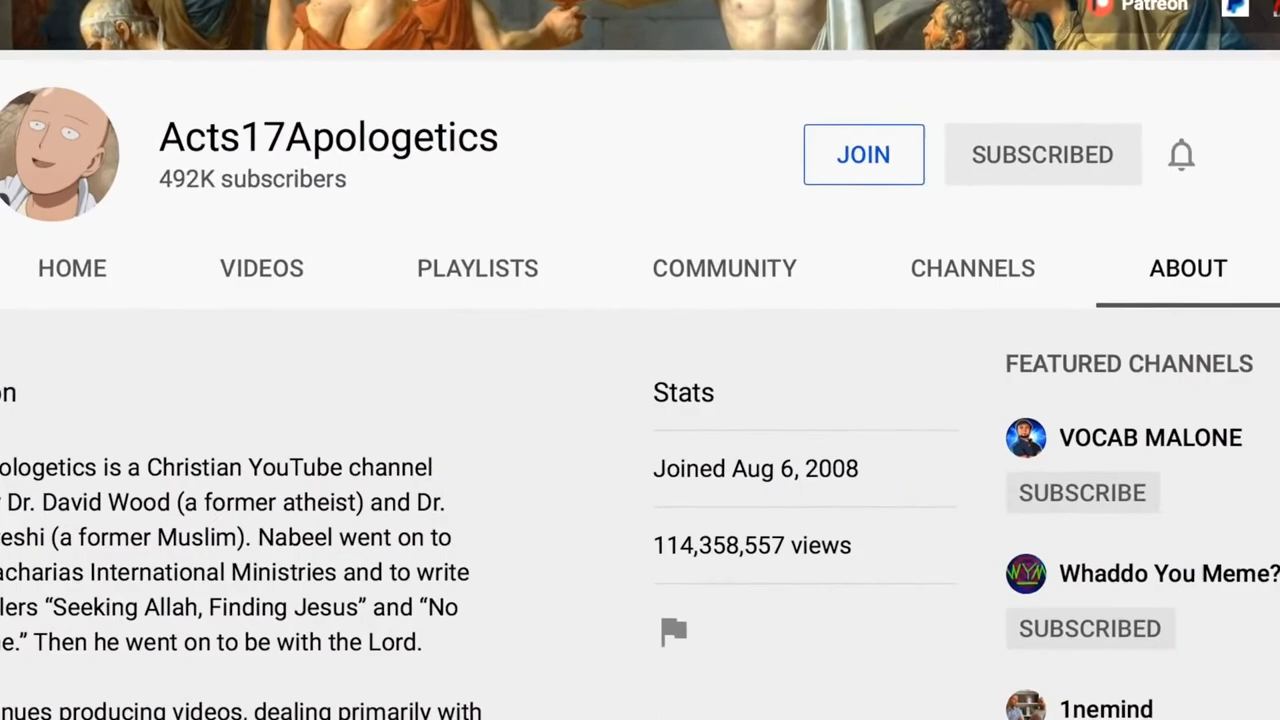 Patreon
Acts17Apologetics
492K subscribers
JOIN
SUBSCRIBED
HOME
VIDEOS
PLAYLISTS
COMMUNITY
CHANNELS
ABOUT
on
ologetics is a Christian YouTube channel
Dr. David Wood (a former atheist) and Dr.
eshi (a former Muslim). Nabeel went on to
acharias International Ministries and to write
lers “Seeking Allah, Finding Jesus” and “No
e.” Then he went on to be with the Lord.
nues producing videos, dealing primarily with
Stats
Joined Aug 6, 2008
114,358,557 views
FEATURED CHANNELS
VOCAB MALONE
SUBSCRIBE
WYM
Whaddo You Meme?
SUBSCRIBED
1nemind